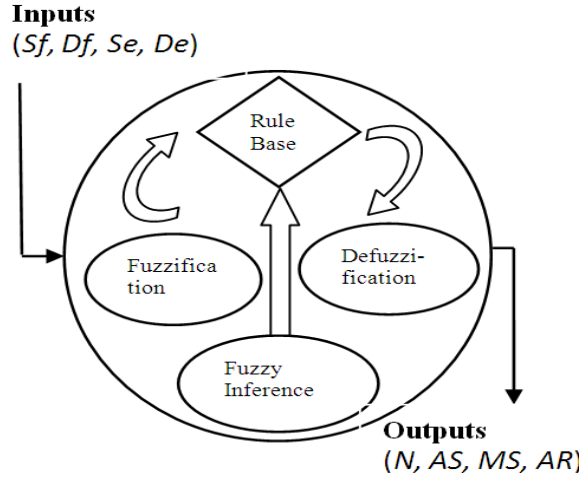 Inputs
(Sf, Df, Se, De)
Rule
Base
Fuzzifica
tion
Defuzzi-
fication
Fuzzy
Inference
Outputs
(N, AS, MS, AR)